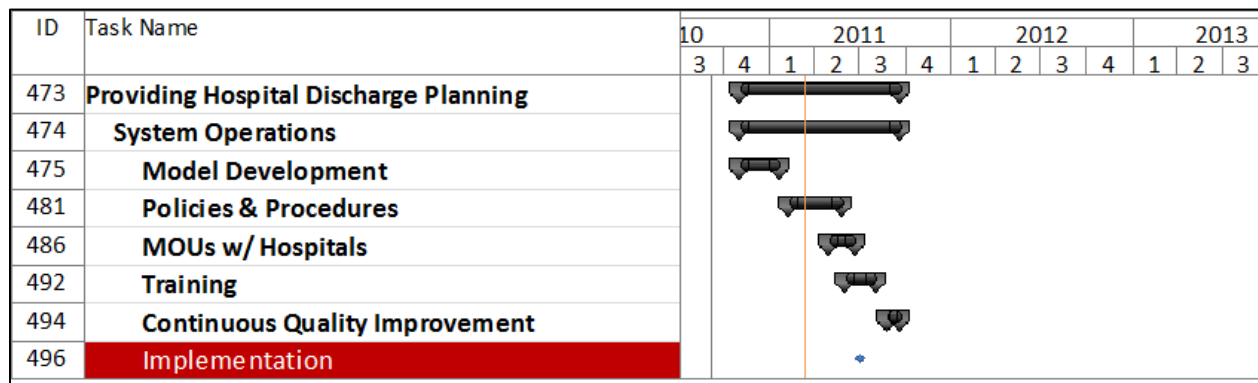 ID Task Name 10 2011 2012 2013
3 4 1 2 3 4 1 2 3 4 1 2 3
473 Providing Hospital Discharge Planning
474 System Operations
475 Model Development
481 Policies & Procedures
486 MOUs w/ Hospitals
492 Training
494 Continuous Quality Improvement
496 Implementation